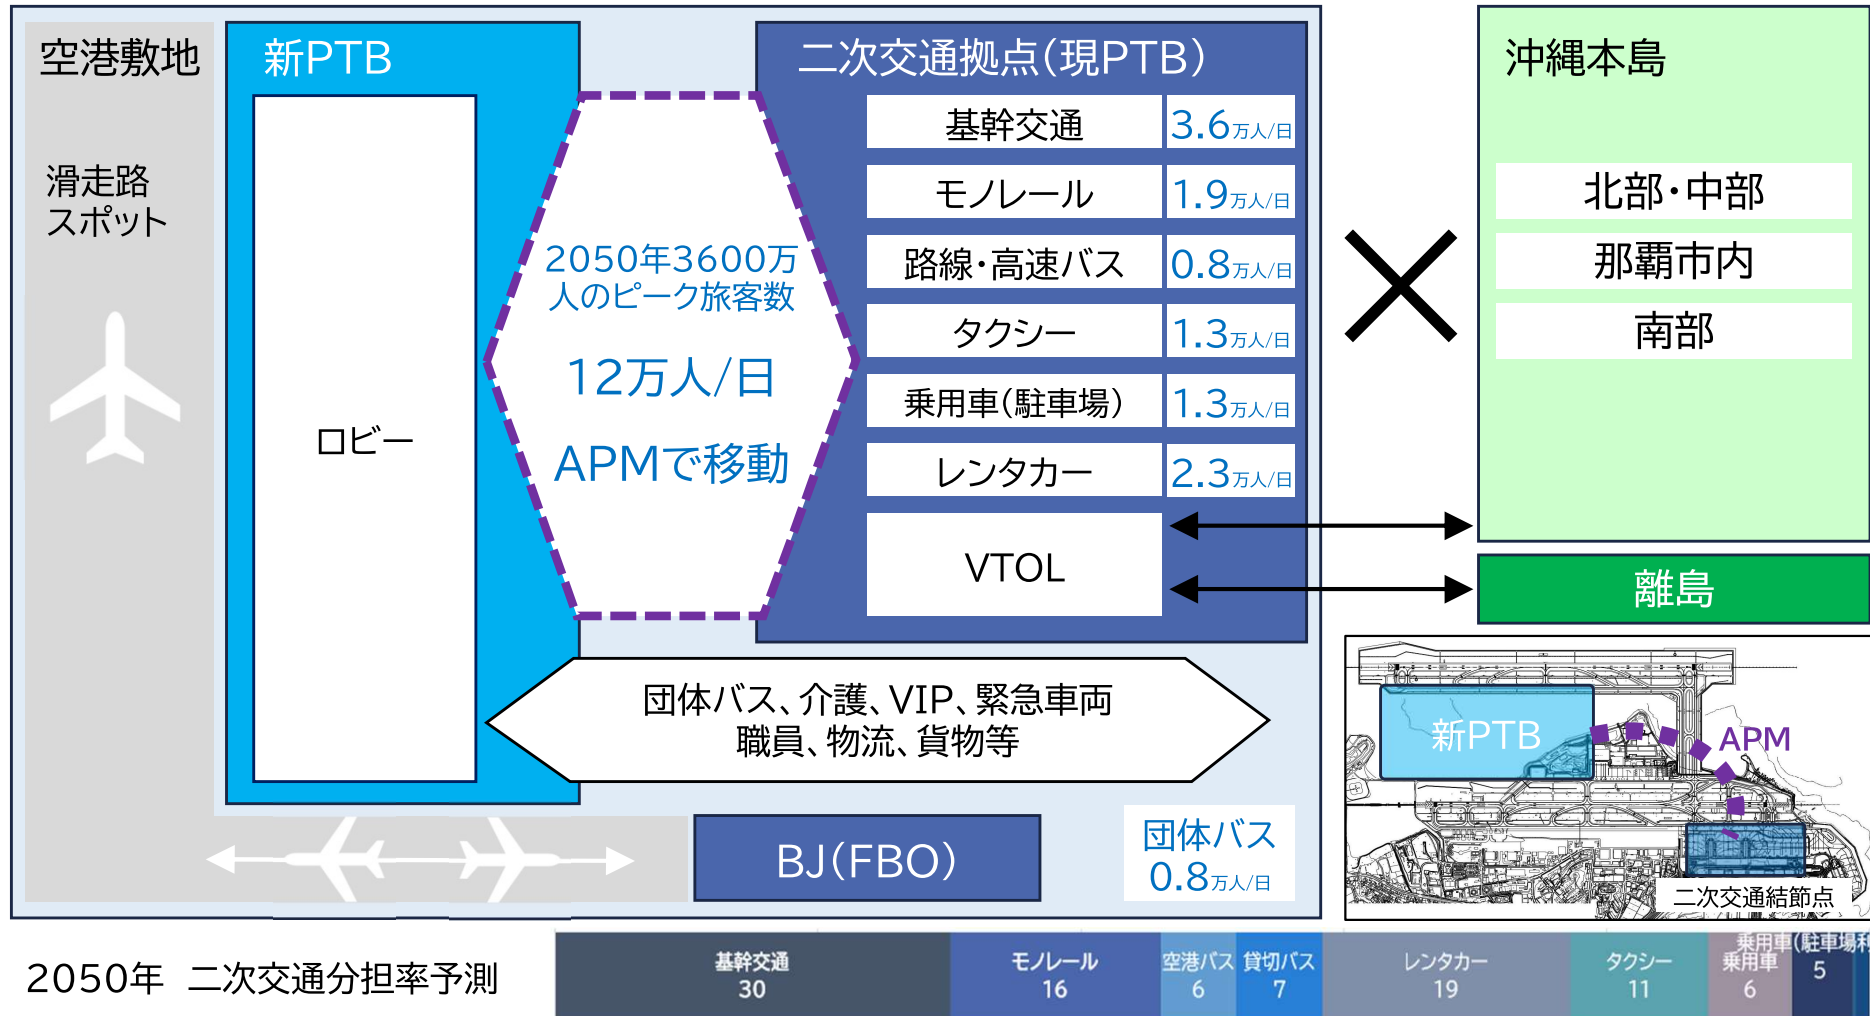 空港敷地
滑走路
スポット
新PTB
ロビー
2050年3600万
人のピーク旅客数
12万人/日
APMで移動
二次交通拠点(現PTB)
基幹交通 3.6万人/日
モノレール 1.9万人/日
路線・高速バス 0.8万人/日
タクシー 1.3万人/日
乗用車(駐車場) 1.3万人/日
レンタカー 2.3万人/日
VTOL
沖縄本島
北部・中部
那覇市内
南部
離島
団体バス、介護、VIP、緊急車両
職員、物流、貨物等
BJ(FBO)
団体バス
0.8万人/日
新PTB
APM
二次交通結節点
2050年 二次交通分担率予測
基幹交通
30
モノレール
16
空港バス
6
貸切バス
7
レンタカー
19
タクシー
11
乗用車
6
乗用車(駐車場利
5